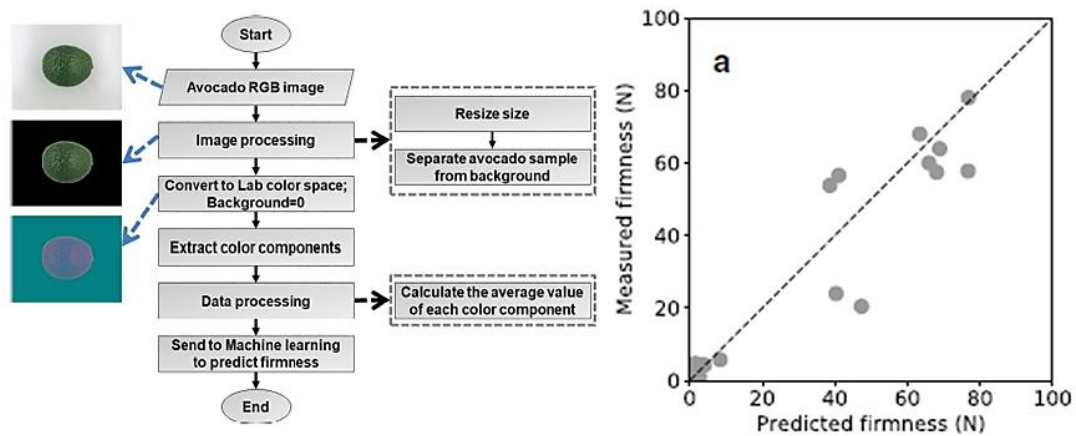 Start
Avocado RGB image
Image processing
Resize size
Separate avocado sample
from background
Convert to Lab color space;
Background=0
Extract color components
Data processing
Calculate the average value
of each color component
Send to Machine learning
to predict firmness
End
a
Measured firmness (N)
100
80
60
40
20
0
0 20 40 60 80 100
Predicted firmness (N)